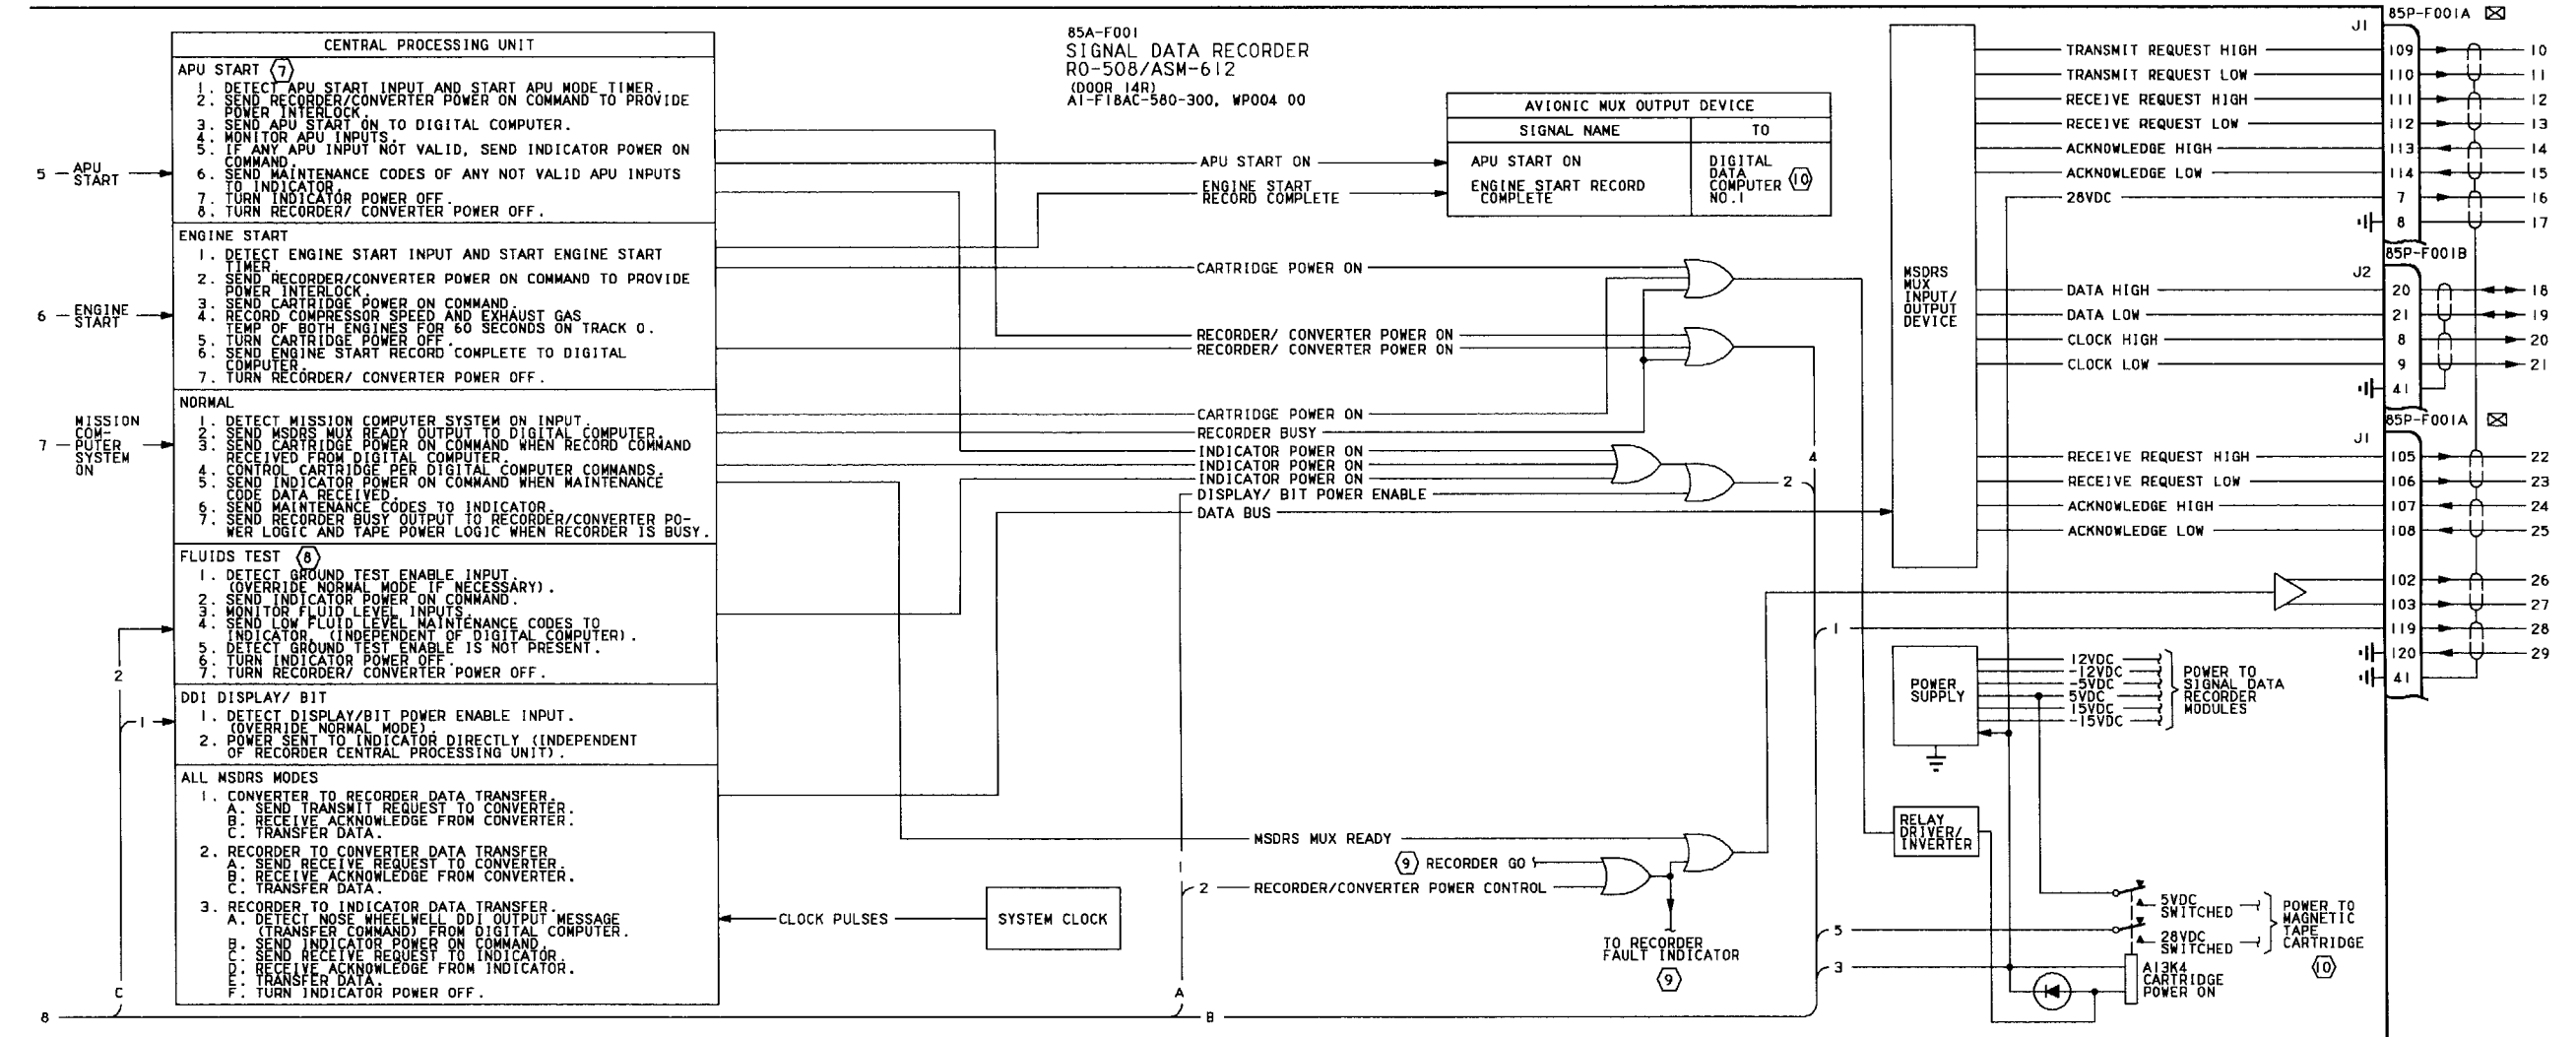 85A-F001
SIGNAL DATA RECORDER
RO-508/ASM-612
(DOOR 14R)
A1-F18AC-580-300, WP004 00
5 APU START
6 ENGINE START
7 MISSION COM-PUTER SYSTEM ON
CENTRAL PROCESSING UNIT
APU START 7
1. DETECT APU START INPUT AND START APU MODE TIMER.
2. SEND RECORDER/CONVERTER POWER ON COMMAND TO PROVIDE
POWER INTERLOCK.
3. SEND APU START ON TO DIGITAL COMPUTER.
4. MONITOR APU INPUTS.
5. IF ANY APU INPUT NOT VALID, SEND INDICATOR POWER ON
COMMAND.
6. SEND MAINTENANCE CODES OF ANY NOT VALID APU INPUTS
TO INDICATOR.
7. TURN INDICATOR POWER OFF.
8. TURN RECORDER/ CONVERTER POWER OFF.
ENGINE START
1. DETECT ENGINE START INPUT AND START ENGINE START
TIMER.
2. SEND RECORDER/CONVERTER POWER ON COMMAND TO PROVIDE
POWER INTERLOCK.
3. SEND CARTRIDGE POWER ON COMMAND.
4. RECORD COMPRESSOR SPEED AND EXHAUST GAS
TEMP OF BOTH ENGINES FOR 60 SECONDS ON TRACK 0.
5. TURN CARTRIDGE POWER OFF.
6. SEND ENGINE START RECORD COMPLETE TO DIGITAL
COMPUTER.
7. TURN RECORDER/ CONVERTER POWER OFF.
NORMAL
1. DETECT MISSION COMPUTER SYSTEM ON INPUT.
2. SEND MSDRS MUX READY OUTPUT TO DIGITAL COMPUTER.
3. SEND CARTRIDGE POWER ON COMMAND WHEN RECORD COMMAND
RECEIVED FROM DIGITAL COMPUTER.
4. CONTROL CARTRIDGE PER DIGITAL COMPUTER COMMANDS.
5. SEND INDICATOR POWER ON COMMAND WHEN MAINTENANCE
CODE DATA RECEIVED.
6. SEND MAINTENANCE CODES TO INDICATOR.
7. SEND RECORDER BUSY OUTPUT TO RECORDER/CONVERTER PO-
WER LOGIC AND TAPE POWER LOGIC WHEN RECORDER IS BUSY.
FLUIDS TEST 8
1. DETECT GROUND TEST ENABLE INPUT.
(OVERRIDE NORMAL MODE IF NECESSARY).
2. SEND INDICATOR POWER ON COMMAND.
3. MONITOR FLUID LEVEL INPUTS.
4. SEND LOW FLUID LEVEL MAINTENANCE CODES TO
INDICATOR, (INDEPENDENT OF DIGITAL COMPUTER).
5. DETECT GROUND TEST ENABLE IS NOT PRESENT.
6. TURN INDICATOR POWER OFF.
7. TURN RECORDER/ CONVERTER POWER OFF.
DDI DISPLAY/ BIT
1. DETECT DISPLAY/BIT POWER ENABLE INPUT.
(OVERRIDE NORMAL MODE).
2. POWER SENT TO INDICATOR DIRECTLY (INDEPENDENT
OF RECORDER CENTRAL PROCESSING UNIT).
ALL MSDRS MODES
1. CONVERTER TO RECORDER DATA TRANSFER.
A. SEND TRANSMIT REQUEST TO CONVERTER.
B. RECEIVE ACKNOWLEDGE FROM CONVERTER.
C. TRANSFER DATA.
2. RECORDER TO CONVERTER DATA TRANSFER
A. SEND RECEIVE REQUEST TO CONVERTER.
B. RECEIVE ACKNOWLEDGE FROM CONVERTER.
C. TRANSFER DATA.
3. RECORDER TO INDICATOR DATA TRANSFER.
A. DETECT NOSE WHEELWELL DDI OUTPUT MESSAGE
(TRANSFER COMMAND) FROM DIGITAL COMPUTER.
B. SEND INDICATOR POWER ON COMMAND.
C. SEND RECEIVE REQUEST TO INDICATOR.
D. RECEIVE ACKNOWLEDGE FROM INDICATOR.
E. TRANSFER DATA.
F. TURN INDICATOR POWER OFF.
2
1
C
8
APU START ON
ENGINE START
RECORD COMPLETE
AVIONIC MUX OUTPUT DEVICE
SIGNAL NAME TO
APU START ON
ENGINE START RECORD
COMPLETE
DIGITAL
DATA
COMPUTER 10
NO.1
CARTRIDGE POWER ON
RECORDER/ CONVERTER POWER ON
RECORDER/ CONVERTER POWER ON
CARTRIDGE POWER ON
RECORDER BUSY
INDICATOR POWER ON
INDICATOR POWER ON
INDICATOR POWER ON
DISPLAY/ BIT POWER ENABLE
DATA BUS
4
2
MSDRS MUX READY
9 RECORDER GO
1
2 RECORDER/CONVERTER POWER CONTROL
CLOCK PULSES
SYSTEM CLOCK
TO RECORDER
FAULT INDICATOR
9
A
B
MSDRS
MUX
INPUT/
OUTPUT
DEVICE
85P-F001A
J1
TRANSMIT REQUEST HIGH 109 10
TRANSMIT REQUEST LOW 110 11
RECEIVE REQUEST HIGH 111 12
RECEIVE REQUEST LOW 112 13
ACKNOWLEDGE HIGH 113 14
ACKNOWLEDGE LOW 114 15
28VDC 7 16
8 17
85P-F001B
J2
DATA HIGH 20 18
DATA LOW 21 19
CLOCK HIGH 8 20
CLOCK LOW 9 21
41
85P-F001A
J1
RECEIVE REQUEST HIGH 105 22
RECEIVE REQUEST LOW 106 23
ACKNOWLEDGE HIGH 107 24
ACKNOWLEDGE LOW 108 25
102 26
103 27
1 119 28
120 29
41
POWER
SUPPLY
12VDC
-12VDC
-5VDC
5VDC
15VDC
-15VDC
POWER TO
SIGNAL DATA
RECORDER
MODULES
RELAY
DRIVER/
INVERTER
5
3
5VDC
SWITCHED
28VDC
SWITCHED
POWER TO
MAGNETIC
TAPE
CARTRIDGE
10
A13K4
CARTRIDGE
POWER ON